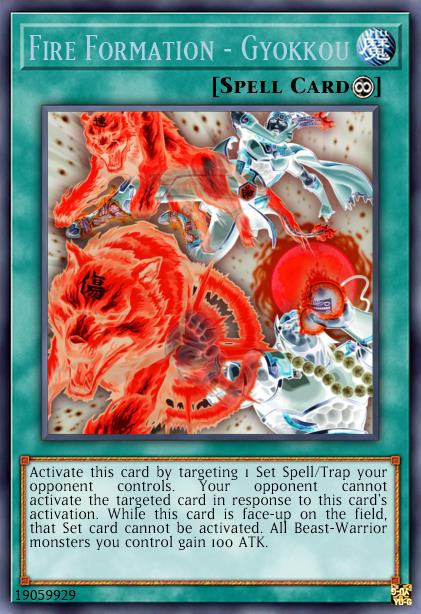 Fire Formation - Gyokkou
魔
[Spell Card]
傷
Activate this card by targeting 1 Set Spell/Trap your
opponent controls. Your opponent cannot
activate the targeted card in response to this card's
activation. While this card is face-up on the field,
that Set card cannot be activated. All Beast-Warrior
monsters you control gain 100 ATK.
19059929